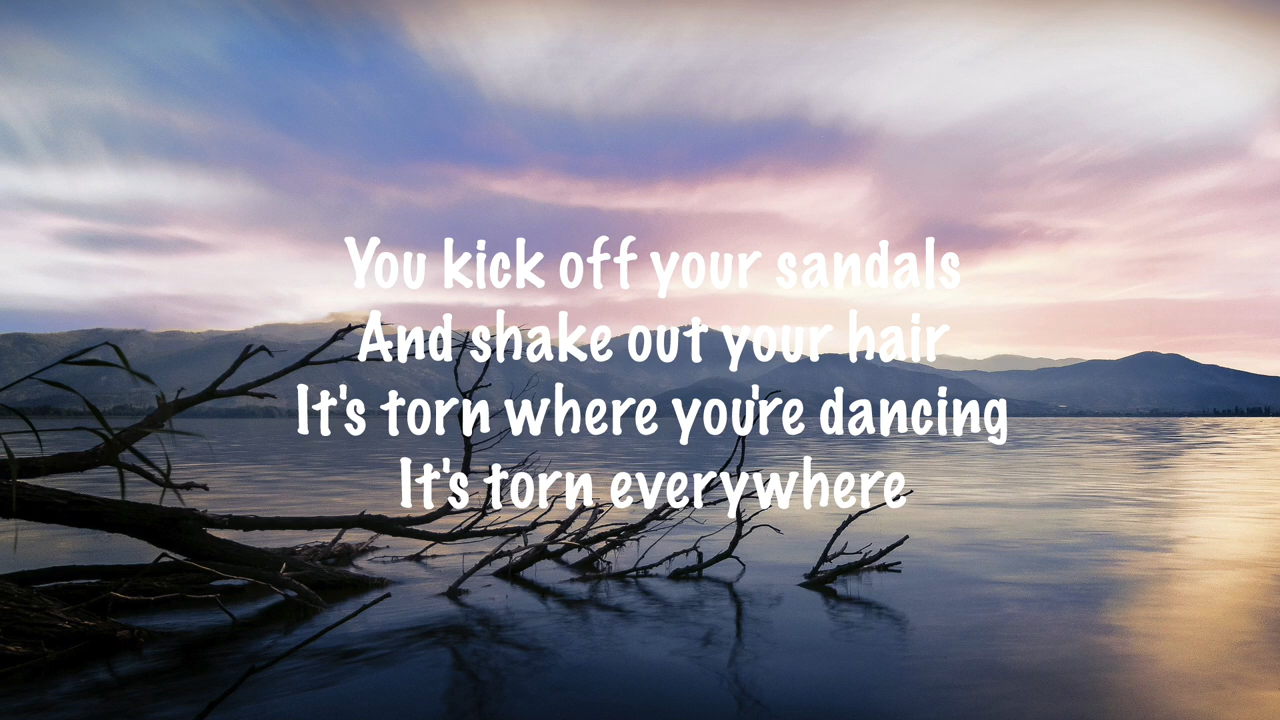 You kick off your sandals
And shake out your hair
It's torn where you're dancing
It's torn everywhere